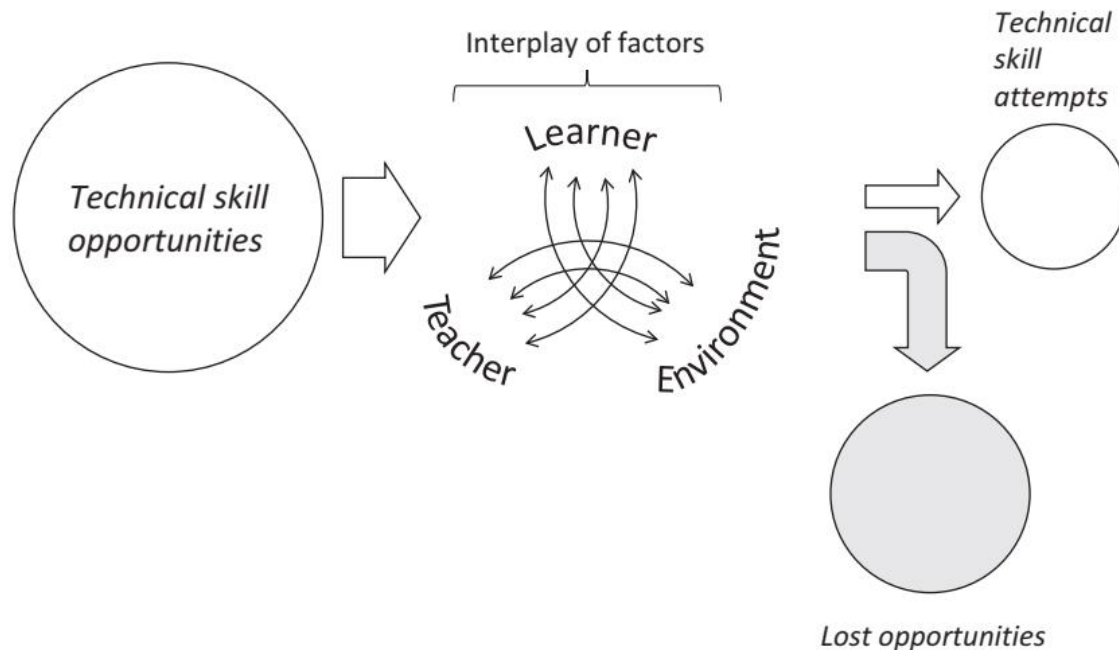 Interplay of factors
Technical
skill
attempts
Learner
Technical skill
opportunities
Teacher
Environment
Lost opportunities